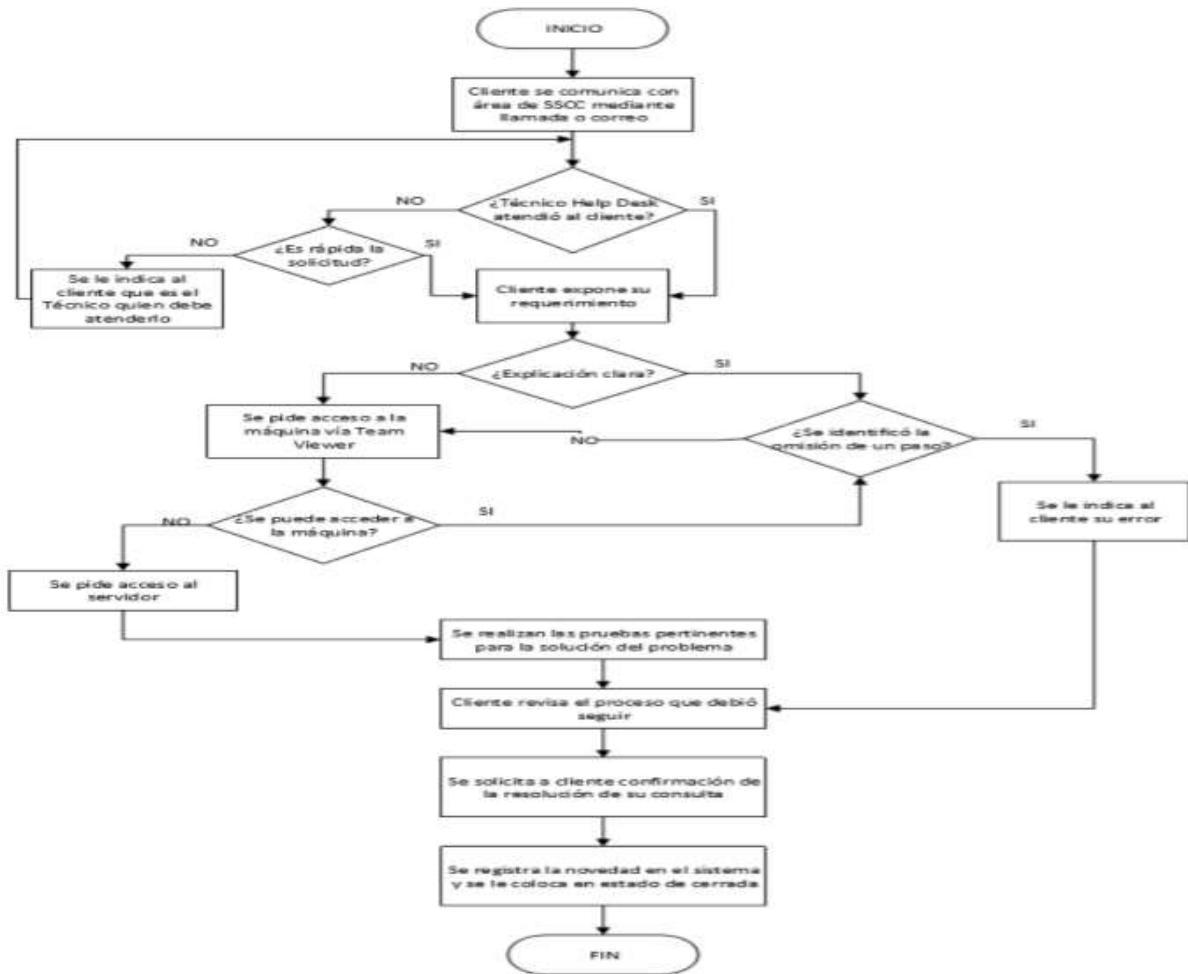 INICIO
Cliente se comunica con
área de SSCC mediante
llamada o correo
NO
¿Técnico Help Desk
atendió al cliente?
SI
NO
¿Es rápida la
solicitud?
SI
Se le indica al
cliente que es el
Técnico quien debe
atenderlo
Cliente expone su
requerimiento
NO
¿Explicación clara?
SI
Se pide acceso a la
máquina vía Team
Viewer
NO
¿Se identificó la
omisión de un paso?
SI
Se le indica al
cliente su error
NO
¿Se puede acceder a
la máquina?
SI
Se pide acceso al
servidor
Se realizan las pruebas pertinentes
para la solución del problema
Cliente revisa el proceso que debió
seguir
Se solicita a cliente confirmación de
la resolución de su consulta
Se registra la novedad en el sistema
y se le coloca en estado de cerrada
FIN